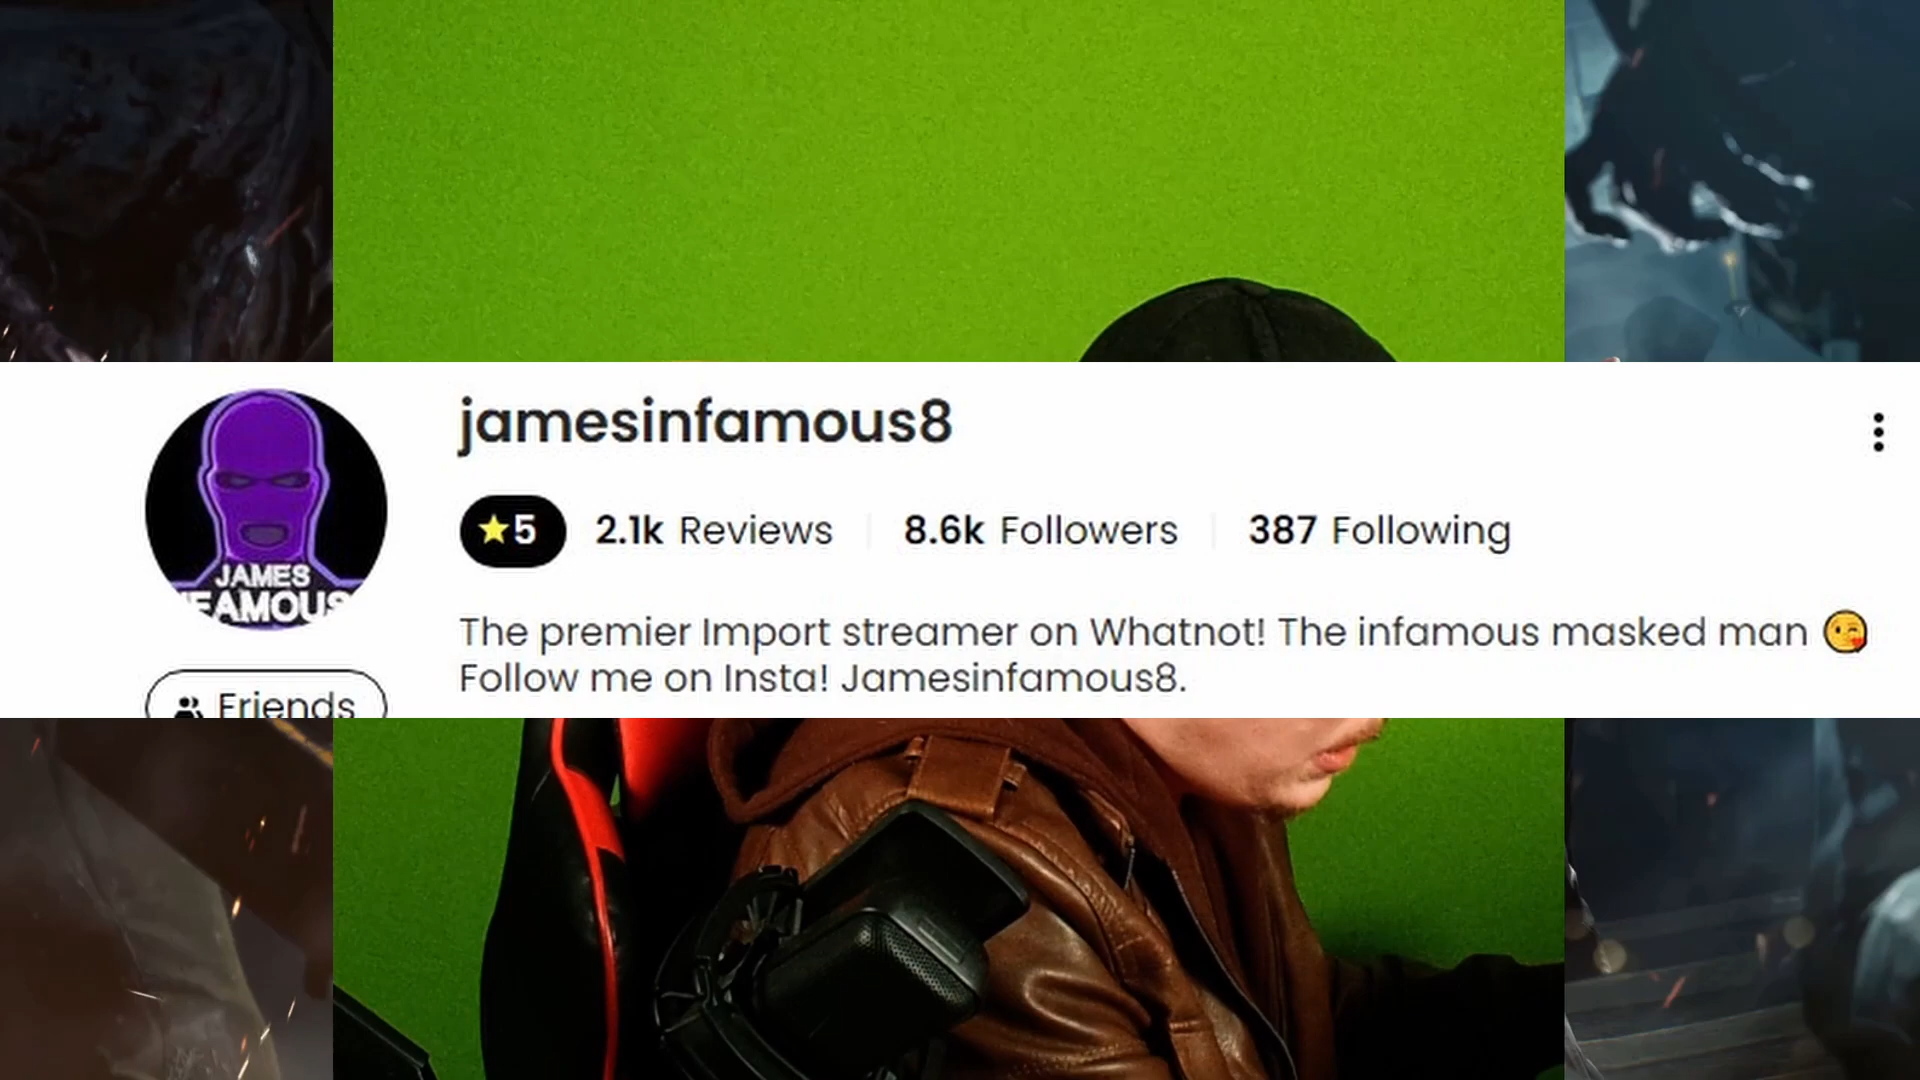 jamesinfamous8
★5 2.1k Reviews 8.6k Followers 387 Following
JAMES
FAMOUS
The premier Import streamer on Whatnot! The infamous masked man 😘
Follow me on Insta! Jamesinfamous8.
Friends